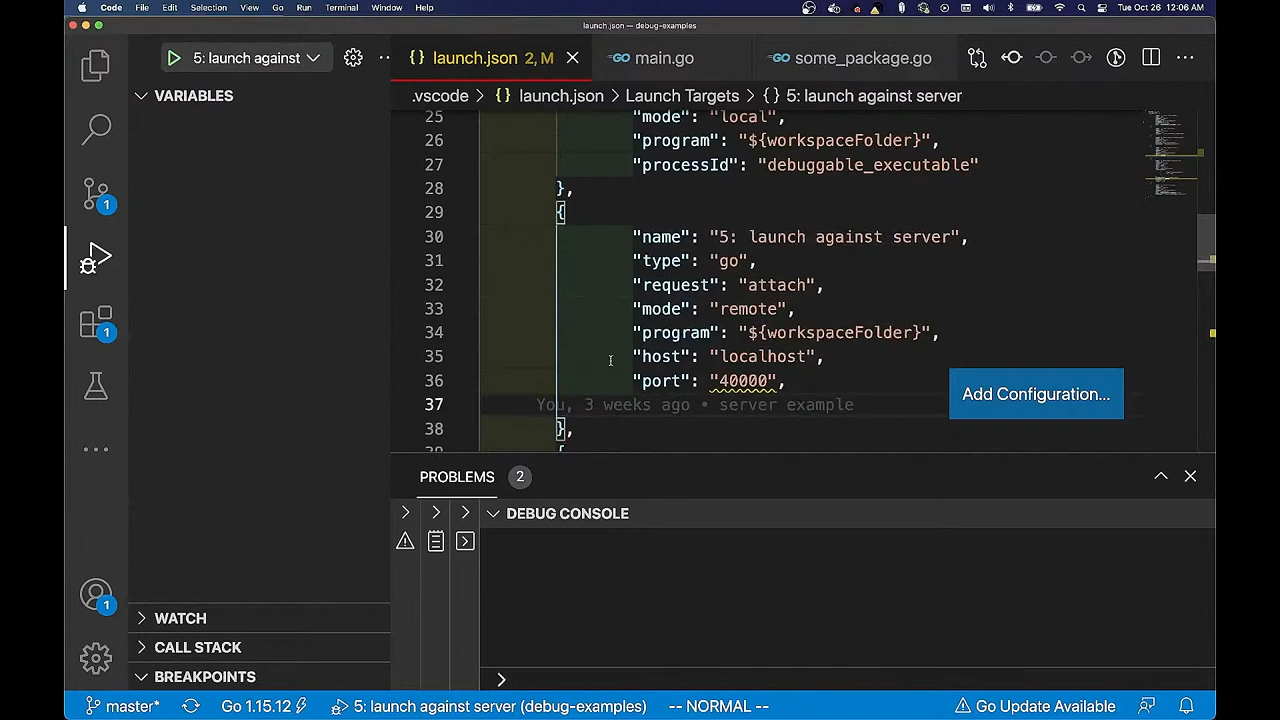 Code File Edit Selection View Go Run Terminal Window Help Tue Oct 26 12:06 AM
launch.json — debug-examples
5: launch against
{} launch.json 2, M
main.go
some_package.go
VARIABLES
.vscode > {} launch.json > Launch Targets > {} 5: launch against server
25 "mode": "local",
26 "program": "${workspaceFolder}",
27 "processId": "debuggable_executable"
28 },
29 {
30 "name": "5: launch against server",
31 "type": "go",
32 "request": "attach",
33 "mode": "remote",
34 "program": "${workspaceFolder}",
35 "host": "localhost",
36 "port": "40000",
37 You, 3 weeks ago • server example
38 },
39 {
Add Configuration...
1
1
PROBLEMS 2
DEBUG CONSOLE
1
WATCH
CALL STACK
BREAKPOINTS
master* Go 1.15.12 5: launch against server (debug-examples) -- NORMAL -- Go Update Available